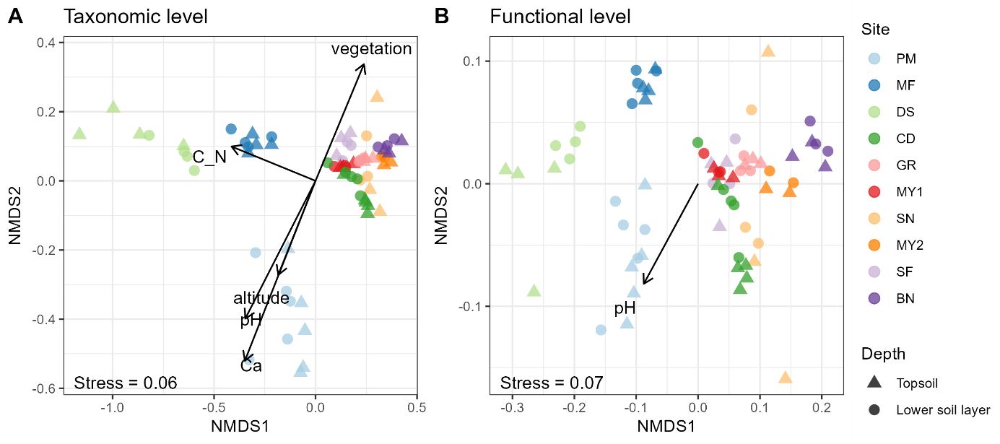 A Taxonomic level
NMDS2
0.4
0.2
0.0
-0.2
-0.4
-0.6
vegetation
C_N
altitude
pH
Ca
Stress = 0.06
-1.0 -0.5 0.0 0.5
NMDS1
B Functional level
NMDS2
0.1
0.0
-0.1
pH
Stress = 0.07
-0.3 -0.2 -0.1 0.0 0.1 0.2
NMDS1
Site
PM
MF
DS
CD
GR
MY1
SN
MY2
SF
BN
Depth
Topsoil
Lower soil layer